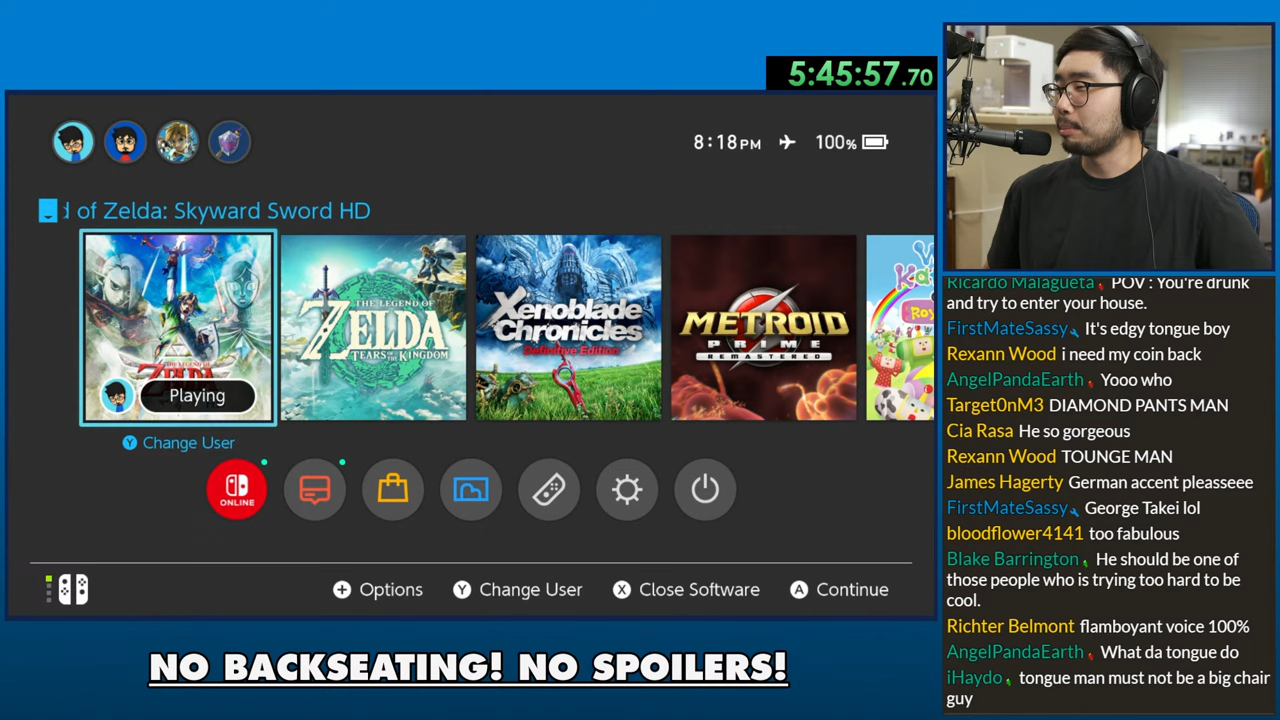 5:45:57.70
8:18PM 100%
d of Zelda: Skyward Sword HD
THE LEGEND OF
ZELDA
Playing
THE LEGEND OF
ZELDA
TEARS OF THE KINGDOM
Xenoblade
Chronicles
Definitive Edition
METROID
PRIME
REMASTERED
Y Change User
ONLINE
+ Options Y Change User X Close Software A Continue
NO BACKSEATING! NO SPOILERS!
Ricardo Malagueta POV : You're drunk
and try to enter your house.
FirstMateSassy It's edgy tongue boy
Rexann Wood i need my coin back
AngelPandaEarth Yooo who
Target0nM3 DIAMOND PANTS MAN
Cia Rasa He so gorgeous
Rexann Wood TOUNGE MAN
James Hagerty German accent pleasseee
FirstMateSassy George Takei lol
bloodflower4141 too fabulous
Blake Barrington He should be one of
those people who is trying too hard to be
cool.
Richter Belmont flamboyant voice 100%
AngelPandaEarth What da tongue do
iHaydo tongue man must not be a big chair
guy